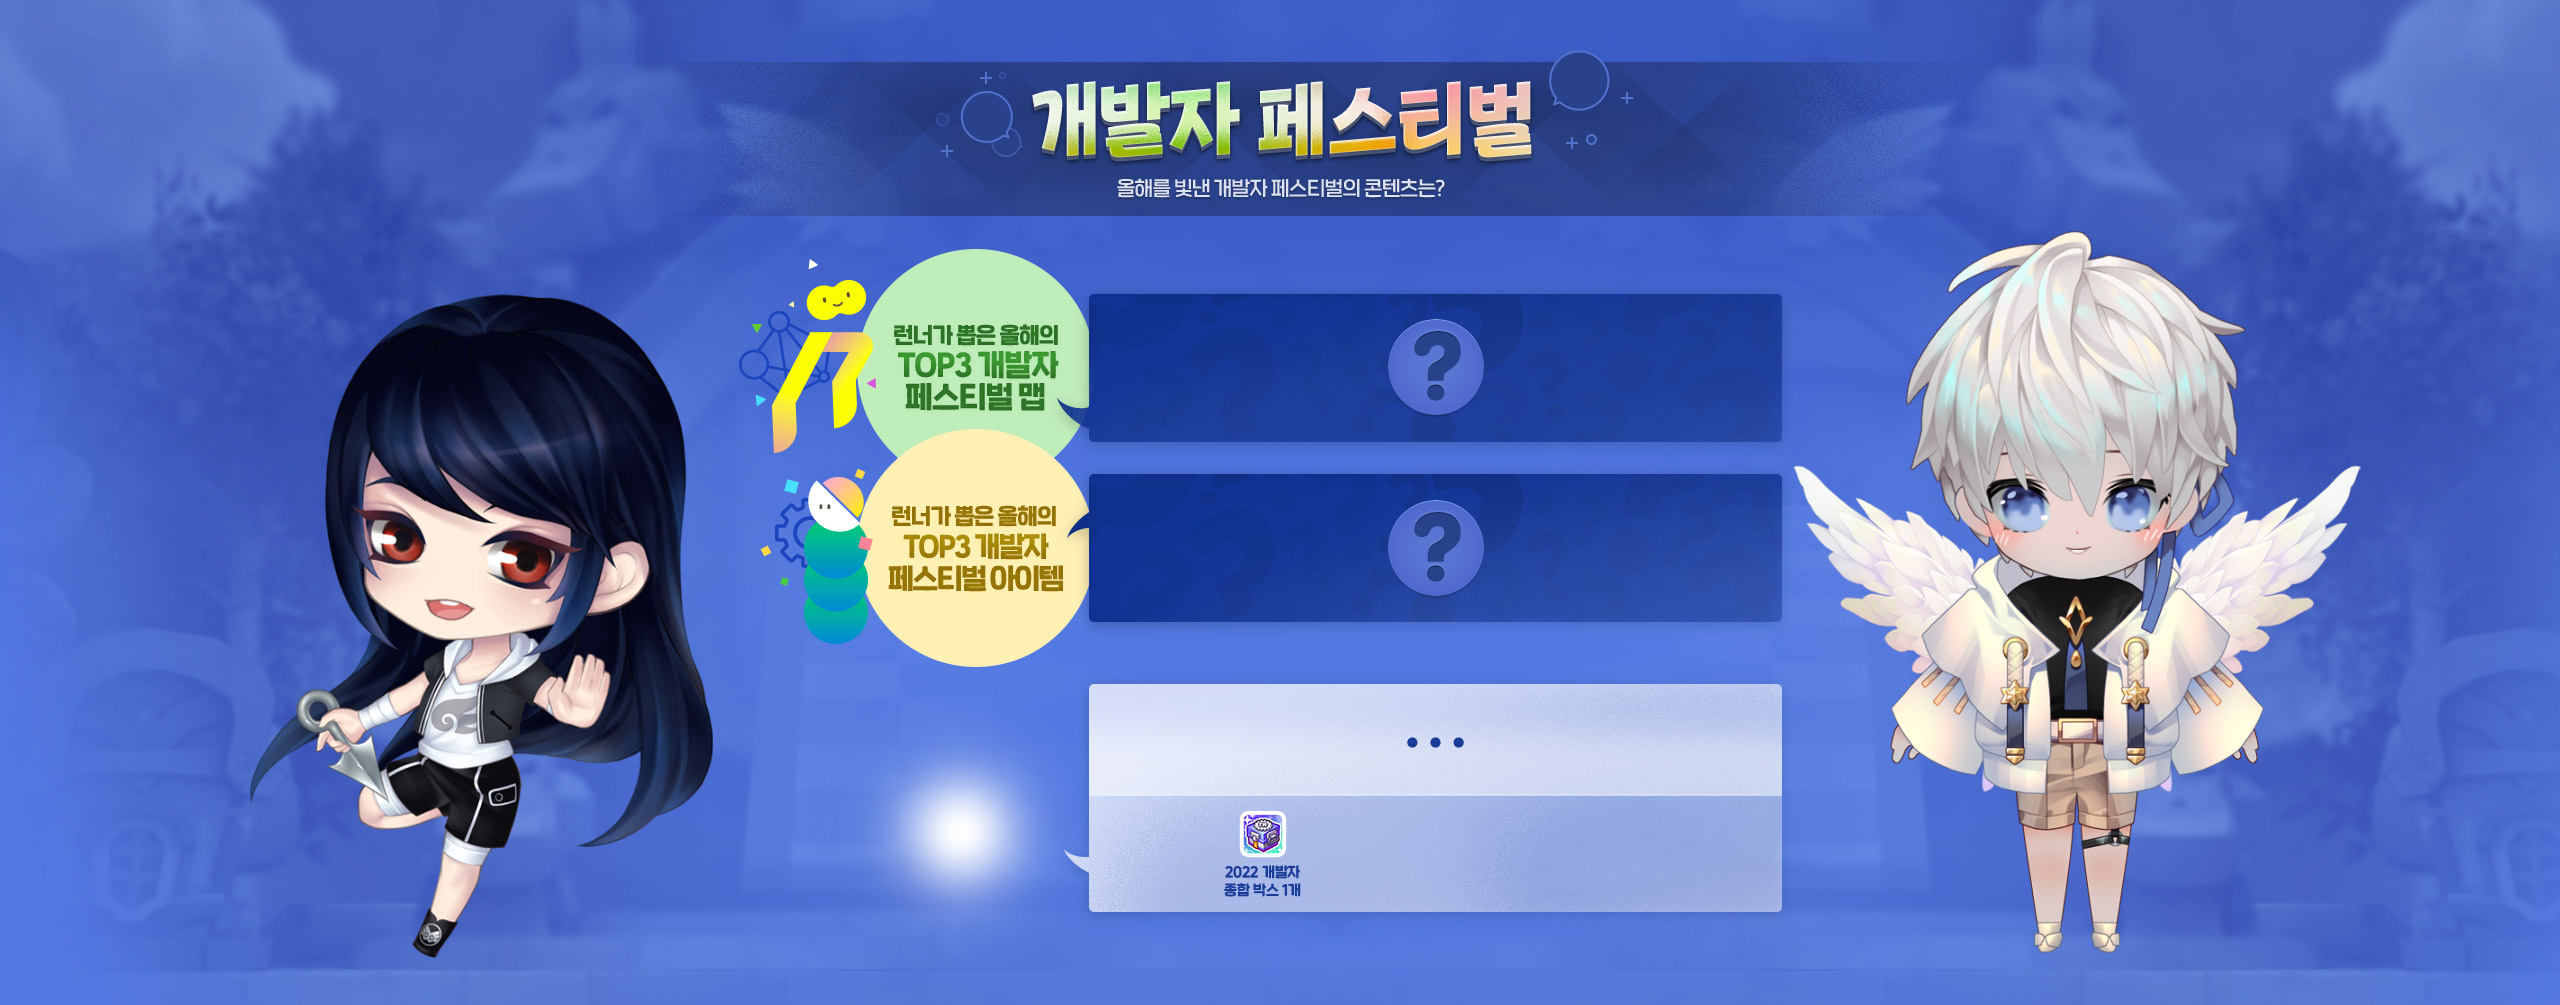 개발자 페스티벌
올해를 빛낸 개발자 페스티벌의 콘텐츠는?
런너가 뽑은 올해의
TOP3 개발자
페스티벌 맵
?
런너가 뽑은 올해의
TOP3 개발자
페스티벌 아이템
?
...
2022 개발자
종합 박스 1개